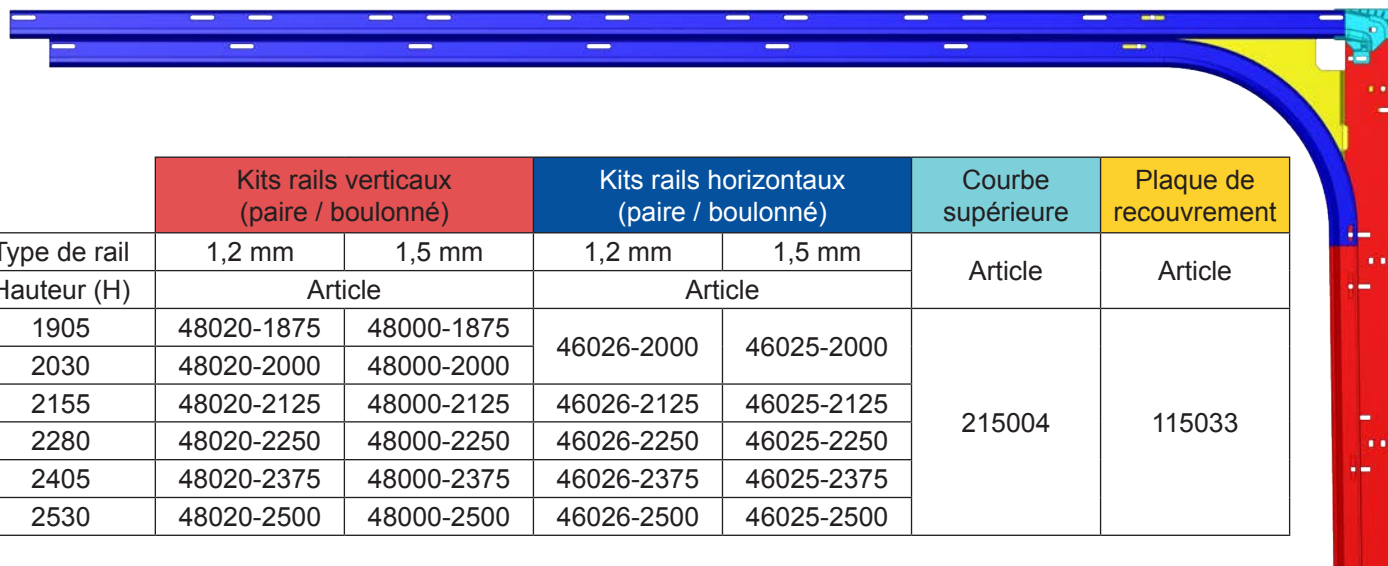 Kits rails verticaux
(paire / boulonné)
Kits rails horizontaux
(paire / boulonné)
Courbe
supérieure
Plaque de
recouvrement
Type de rail 1,2 mm 1,5 mm 1,2 mm 1,5 mm Article Article
Hauteur (H) Article Article
1905 48020-1875 48000-1875 46026-2000 46025-2000 215004 115033
2030 48020-2000 48000-2000
2155 48020-2125 48000-2125 46026-2125 46025-2125
2280 48020-2250 48000-2250 46026-2250 46025-2250
2405 48020-2375 48000-2375 46026-2375 46025-2375
2530 48020-2500 48000-2500 46026-2500 46025-2500